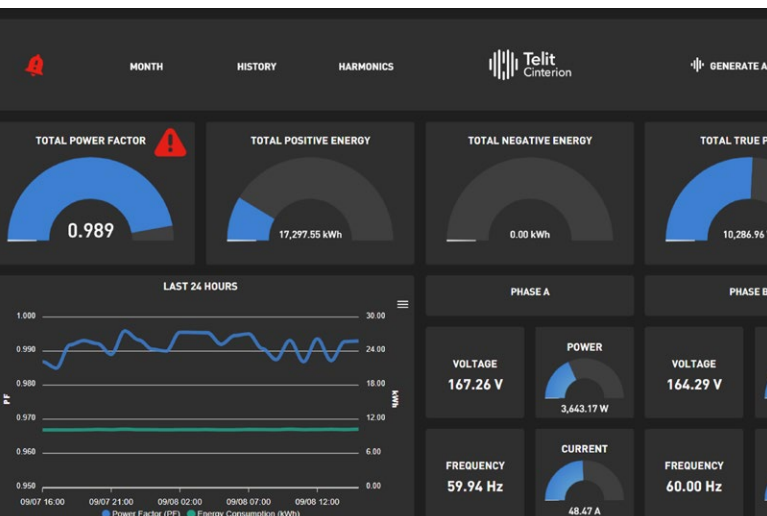 MONTH
HISTORY
HARMONICS
Telit
Cinterion
GENERATE A
TOTAL POWER FACTOR
0.989
TOTAL POSITIVE ENERGY
17,297.55 kWh
TOTAL NEGATIVE ENERGY
0.00 kWh
TOTAL TRUE P
10,286.96
LAST 24 HOURS
1.000
0.990
0.980
0.970
0.960
0.950
PF
30.00
24.00
18.00
12.00
6.00
0.00
kWh
09/07 16:00
09/07 21:00
09/08 02:00
09/08 07:00
09/08 12:00
Power Factor (PF)
Energy Consumption (kWh)
PHASE A
VOLTAGE
167.26 V
POWER
3,643.17 W
FREQUENCY
59.94 Hz
CURRENT
48.47 A
PHASE B
VOLTAGE
164.29 V
FREQUENCY
60.00 Hz